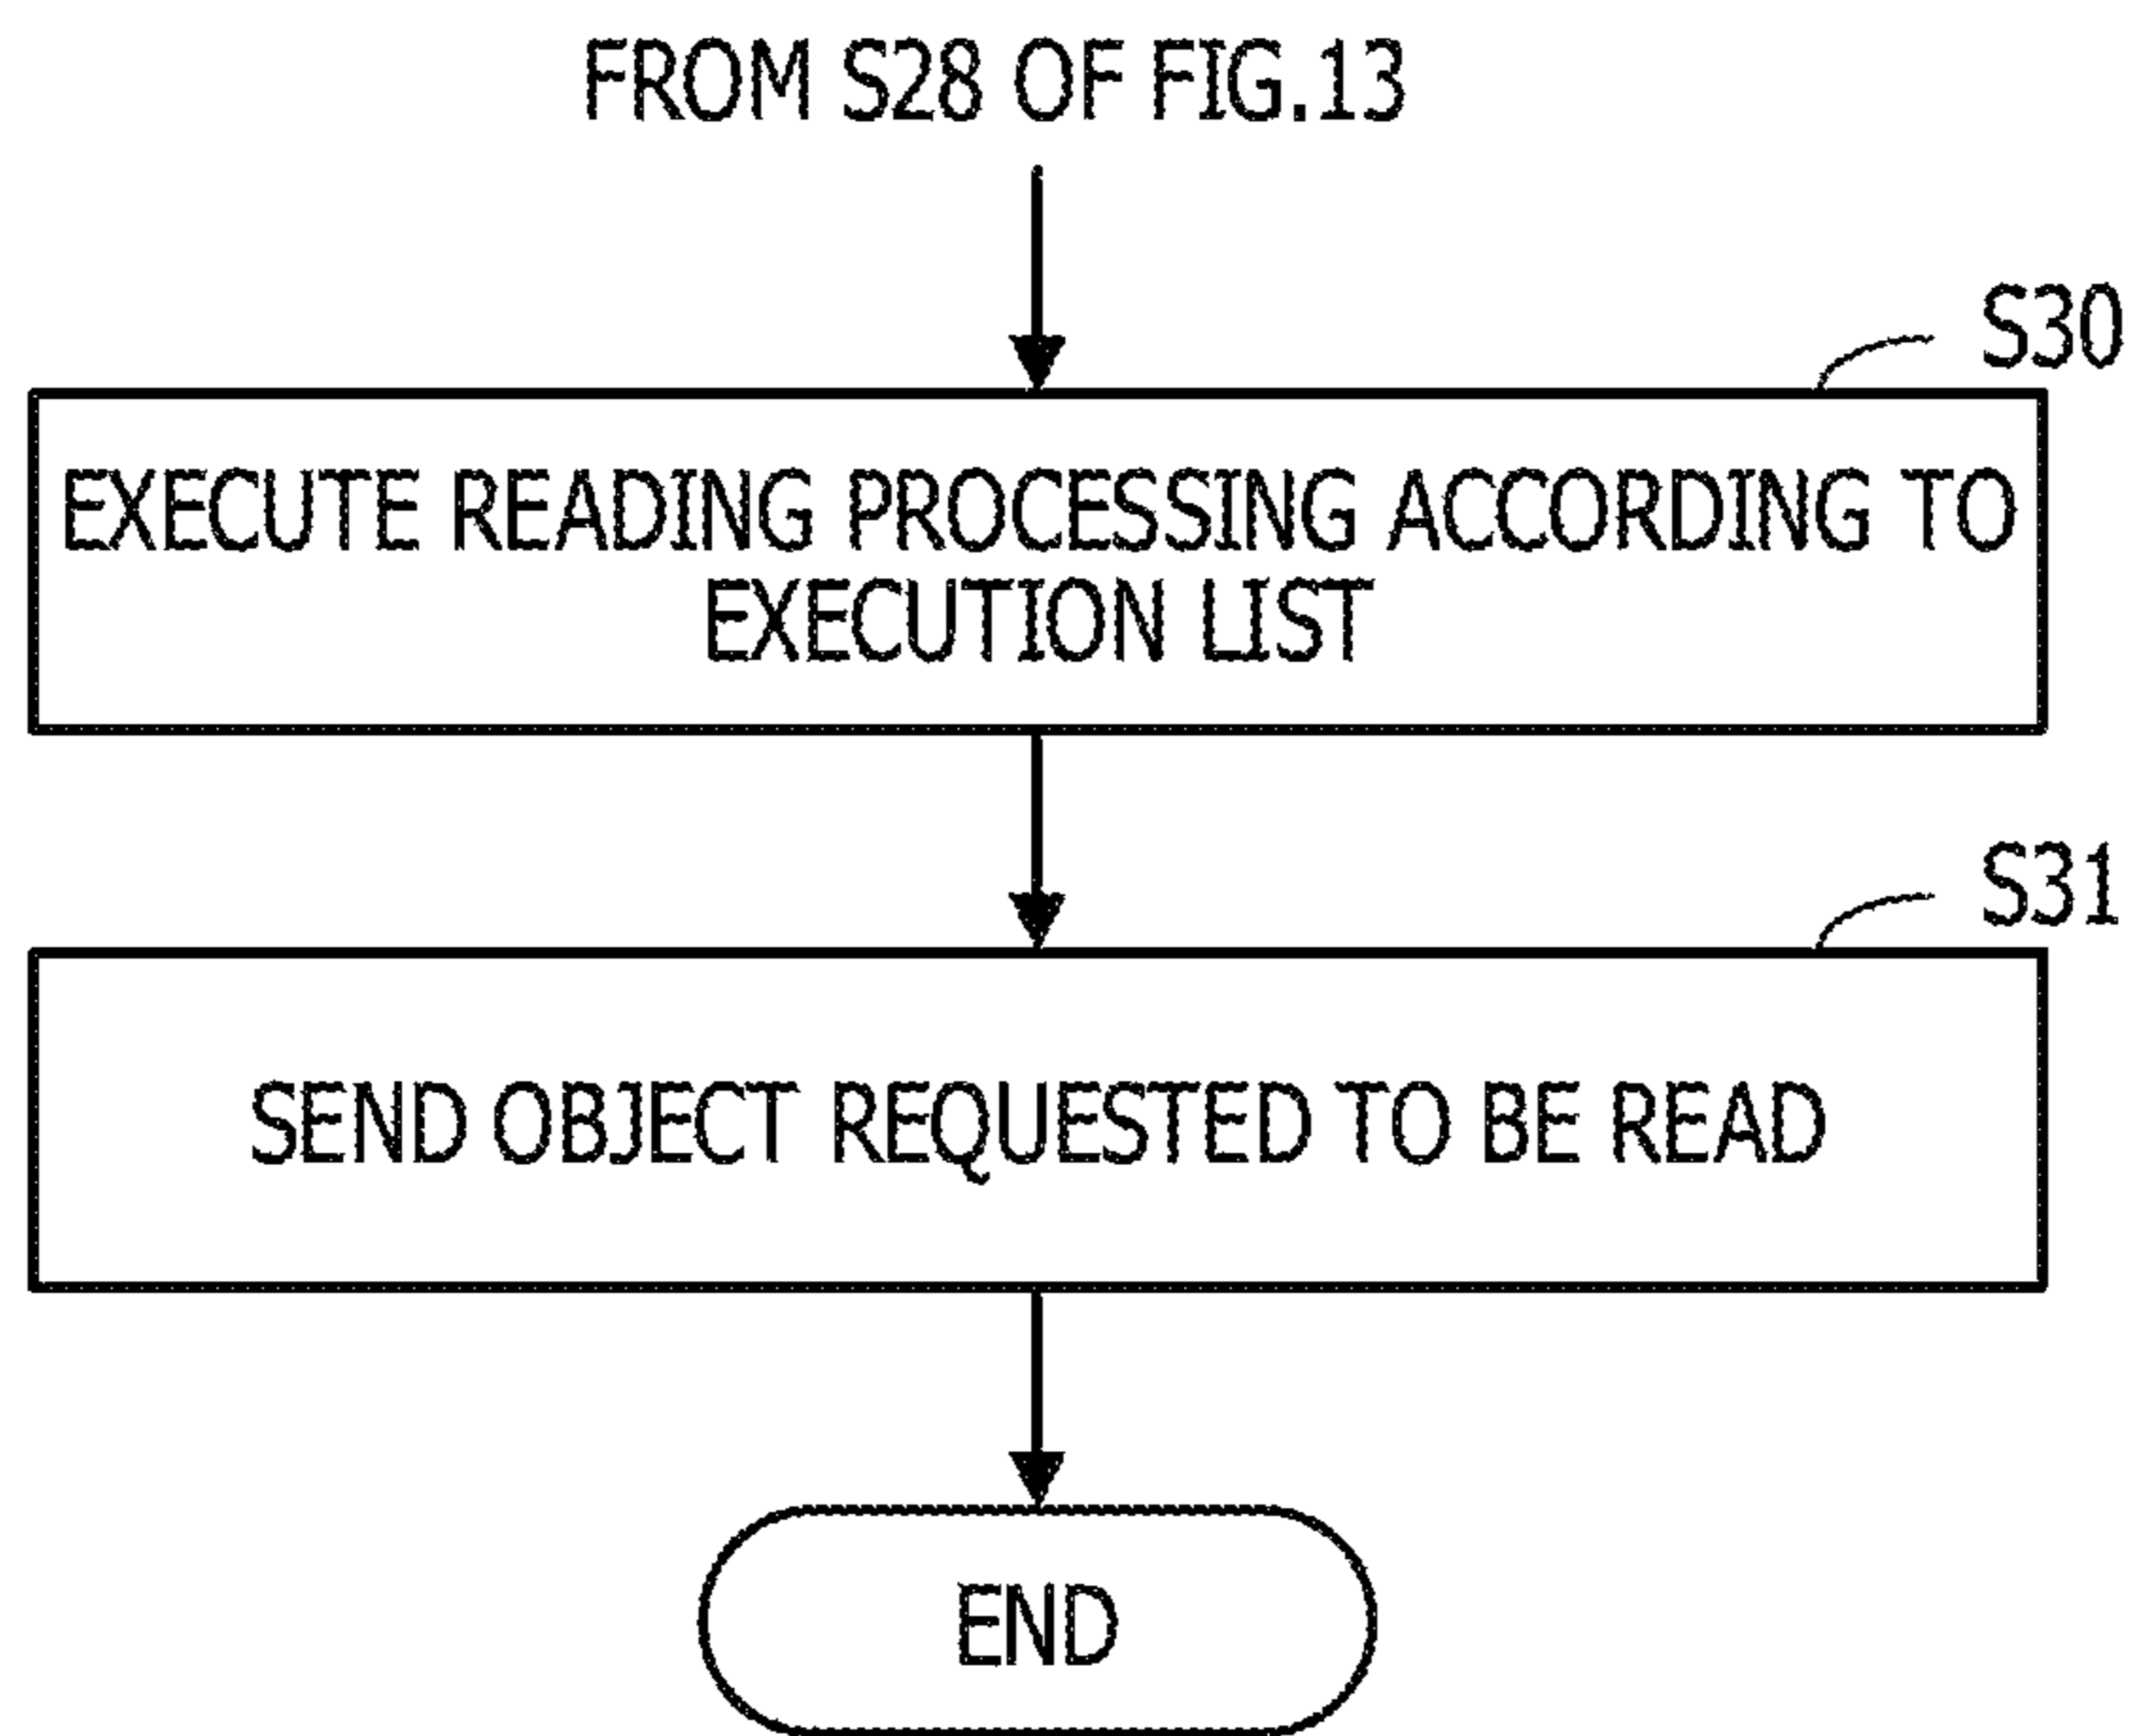 FROM S28 OF FIG.13
S30
EXECUTE READING PROCESSING ACCORDING TO
EXECUTION LIST
S31
SEND OBJECT REQUESTED TO BE READ
END